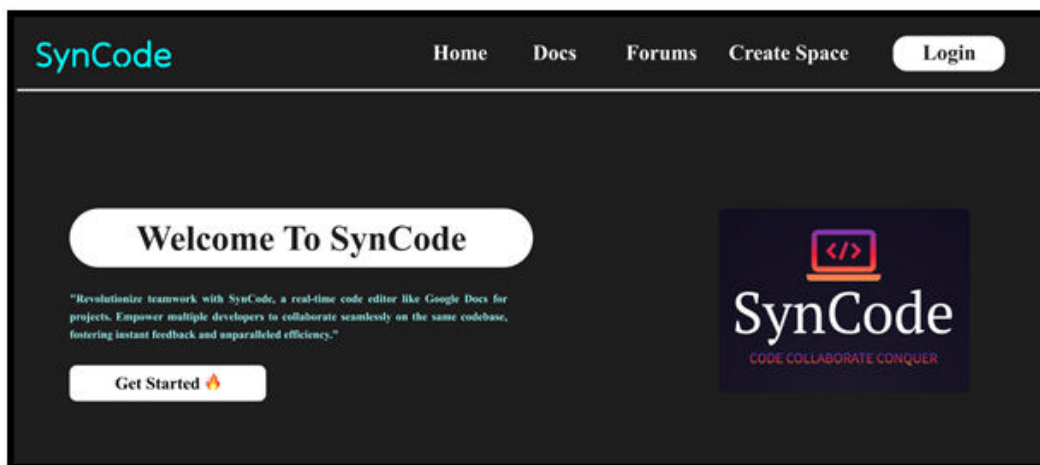 SynCode
Home Docs Forums Create Space Login
Welcome To SynCode
"Revolutionize teamwork with SynCode, a real-time code editor like Google Docs for
projects. Empower multiple developers to collaborate seamlessly on the same codebase,
fostering instant feedback and unparalleled efficiency."
Get Started 🔥
</>
SynCode
CODE COLLABORATE CONQUER